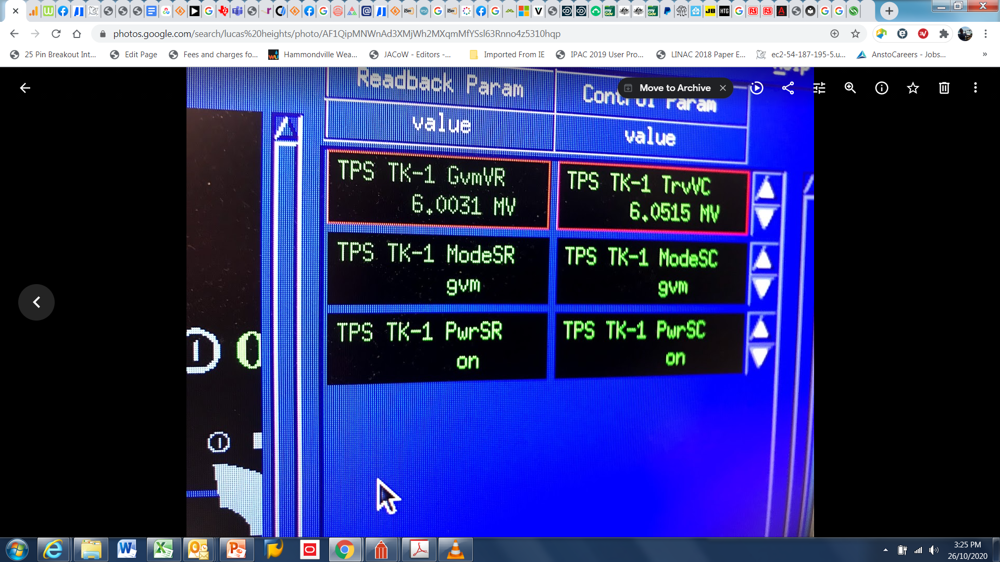 photos.google.com/search/lucas%20heights/photo/AF1QipMNWnAd3XMjWh2MXqmMfYSsl63Rnno4z5310hqp
25 Pin Breakout Int... Edit Page Fees and charges fo... Hammondville Wea... JACoW - Editors -... Imported From IE IPAC 2019 User Pro... LINAC 2018 Paper E... ec2-54-187-195-5.u... AnstoCareers - Jobs... »
Help
Move to Archive
Readback Param Control Param
value value
TPS TK-1 GvmVR TPS TK-1 TrvVC
6.0031 MV 6.0515 MV
TPS TK-1 ModeSR TPS TK-1 ModeSC
gvm gvm
TPS TK-1 PwrSR TPS TK-1 PwrSC
on on
3:25 PM
26/10/2020